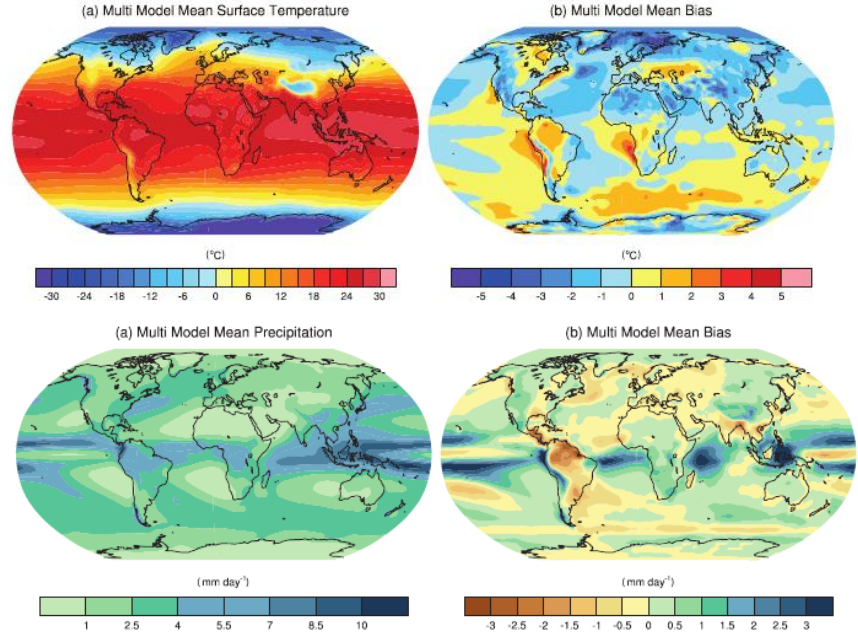 (a) Multi Model Mean Surface Temperature
(b) Multi Model Mean Bias
(°C)
-30 -24 -18 -12 -6 0 6 12 18 24 30
(°C)
-5 -4 -3 -2 -1 0 1 2 3 4 5
(a) Multi Model Mean Precipitation
(b) Multi Model Mean Bias
(mm day⁻¹)
1 2.5 4 5.5 7 8.5 10
(mm day⁻¹)
-3 -2.5 -2 -1.5 -1 -0.5 0 0.5 1 1.5 2 2.5 3